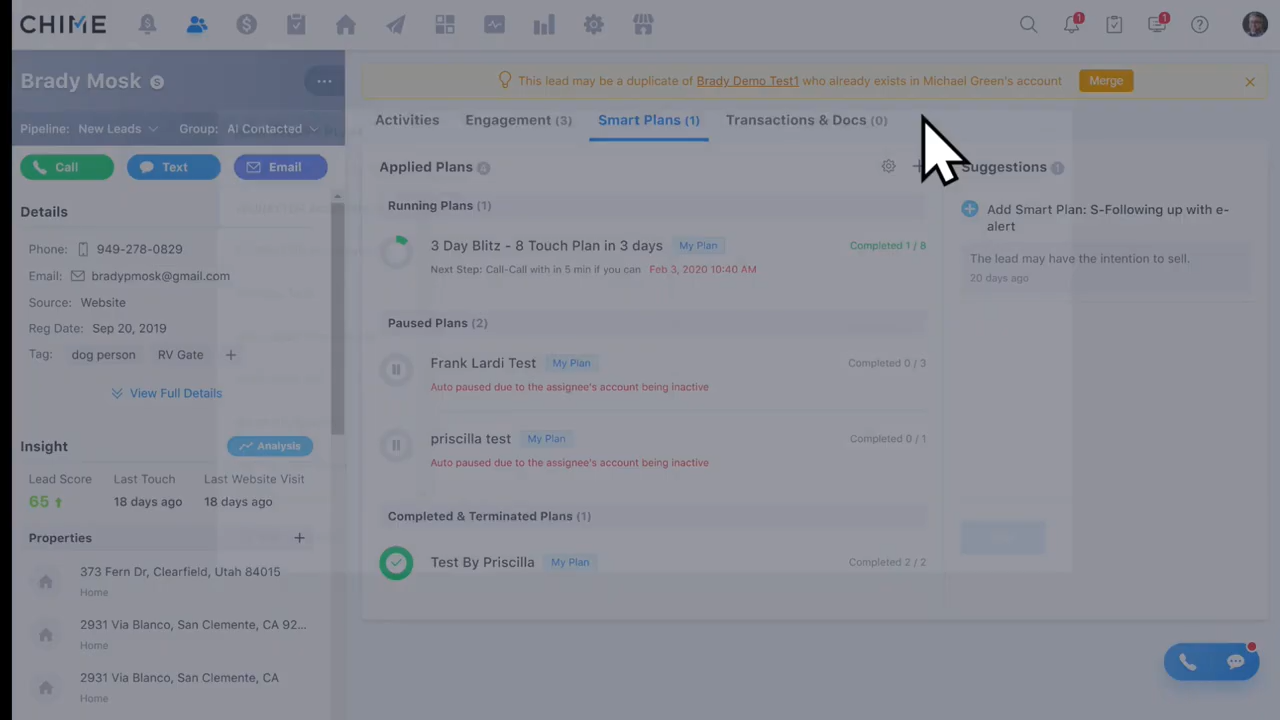 CHIME
1
1
Brady Mosk
Pipeline: New Leads Group: AI Contacted
Call Text Email
Details
Phone: 949-278-0829
Email: bradypmosk@gmail.com
Source: Website
Reg Date: Sep 20, 2019
Tag: dog person RV Gate
View Full Details
Insight Analysis
Lead Score Last Touch Last Website Visit
65 18 days ago 18 days ago
Properties
373 Fern Dr, Clearfield, Utah 84015
Home
2931 Via Blanco, San Clemente, CA 92...
Home
2931 Via Blanco, San Clemente, CA
Home
This lead may be a duplicate of Brady Demo Test1 who already exists in Michael Green's account Merge
Activities Engagement (3) Smart Plans (1) Transactions & Docs (0)
Applied Plans
Running Plans (1)
3 Day Blitz - 8 Touch Plan in 3 days My Plan Completed 1 / 8
Next Step: Call-Call with in 5 min if you can Feb 3, 2020 10:40 AM
Paused Plans (2)
Frank Lardi Test My Plan Completed 0 / 3
Auto paused due to the assignee's account being inactive
priscilla test My Plan Completed 0 / 1
Auto paused due to the assignee's account being inactive
Completed & Terminated Plans (1)
Test By Priscilla My Plan Completed 2 / 2
Suggestions
Add Smart Plan: S-Following up with e-
alert
The lead may have the intention to sell.
20 days ago